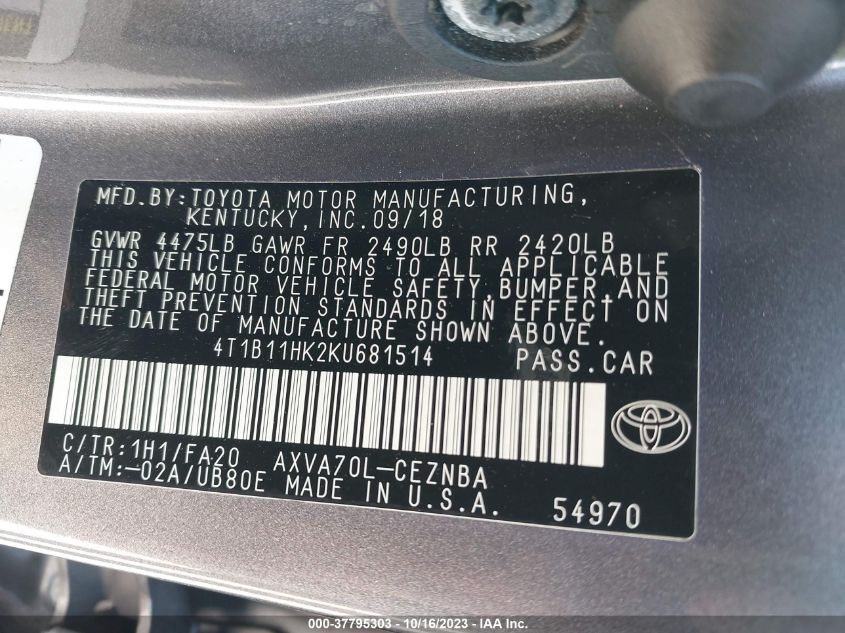 MFD.BY:TOYOTA MOTOR MANUFACTURING,
KENTUCKY,INC.09/18
GVWR 4475LB GAWR FR 2490LB RR 2420LB
THIS VEHICLE CONFORMS TO ALL APPLICABLE
FEDERAL MOTOR VEHICLE SAFETY,BUMPER,AND
THEFT PREVENTION STANDARDS IN EFFECT ON
THE DATE OF MANUFACTURE SHOWN ABOVE.
4T1B11HK2KU681514 PASS.CAR
C/TR:1H1/FA20 AXVA70L-CEZNBA
A/TM:-02A/UB80E MADE IN U.S.A.
54970
000-37795303 - 10/16/2023 - IAAI.com